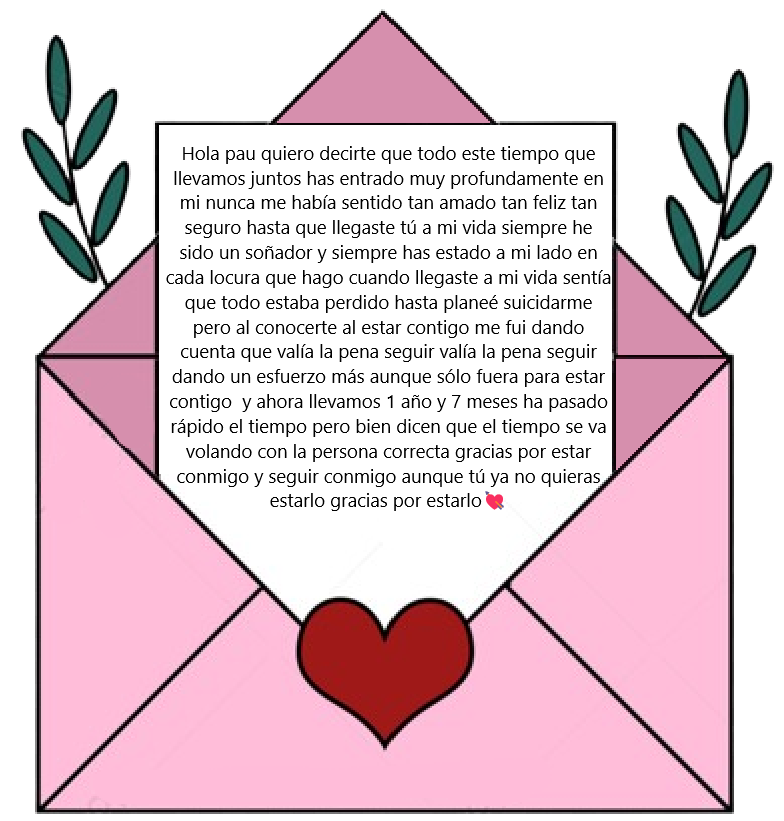 Hola pau quiero decirte que todo este tiempo que
llevamos juntos has entrado muy profundamente en
mi nunca me había sentido tan amado tan feliz tan
seguro hasta que llegaste tú a mi vida siempre he
sido un soñador y siempre has estado a mi lado en
cada locura que hago cuando llegaste a mi vida sentía
que todo estaba perdido hasta planeé suicidarme
pero al conocerte al estar contigo me fui dando
cuenta que valía la pena seguir valía la pena seguir
dando un esfuerzo más aunque sólo fuera para estar
contigo  y ahora llevamos 1 año y 7 meses ha pasado
rápido el tiempo pero bien dicen que el tiempo se va
volando con la persona correcta gracias por estar
conmigo y seguir conmigo aunque tú ya no quieras
estarlo gracias por estarlo💘